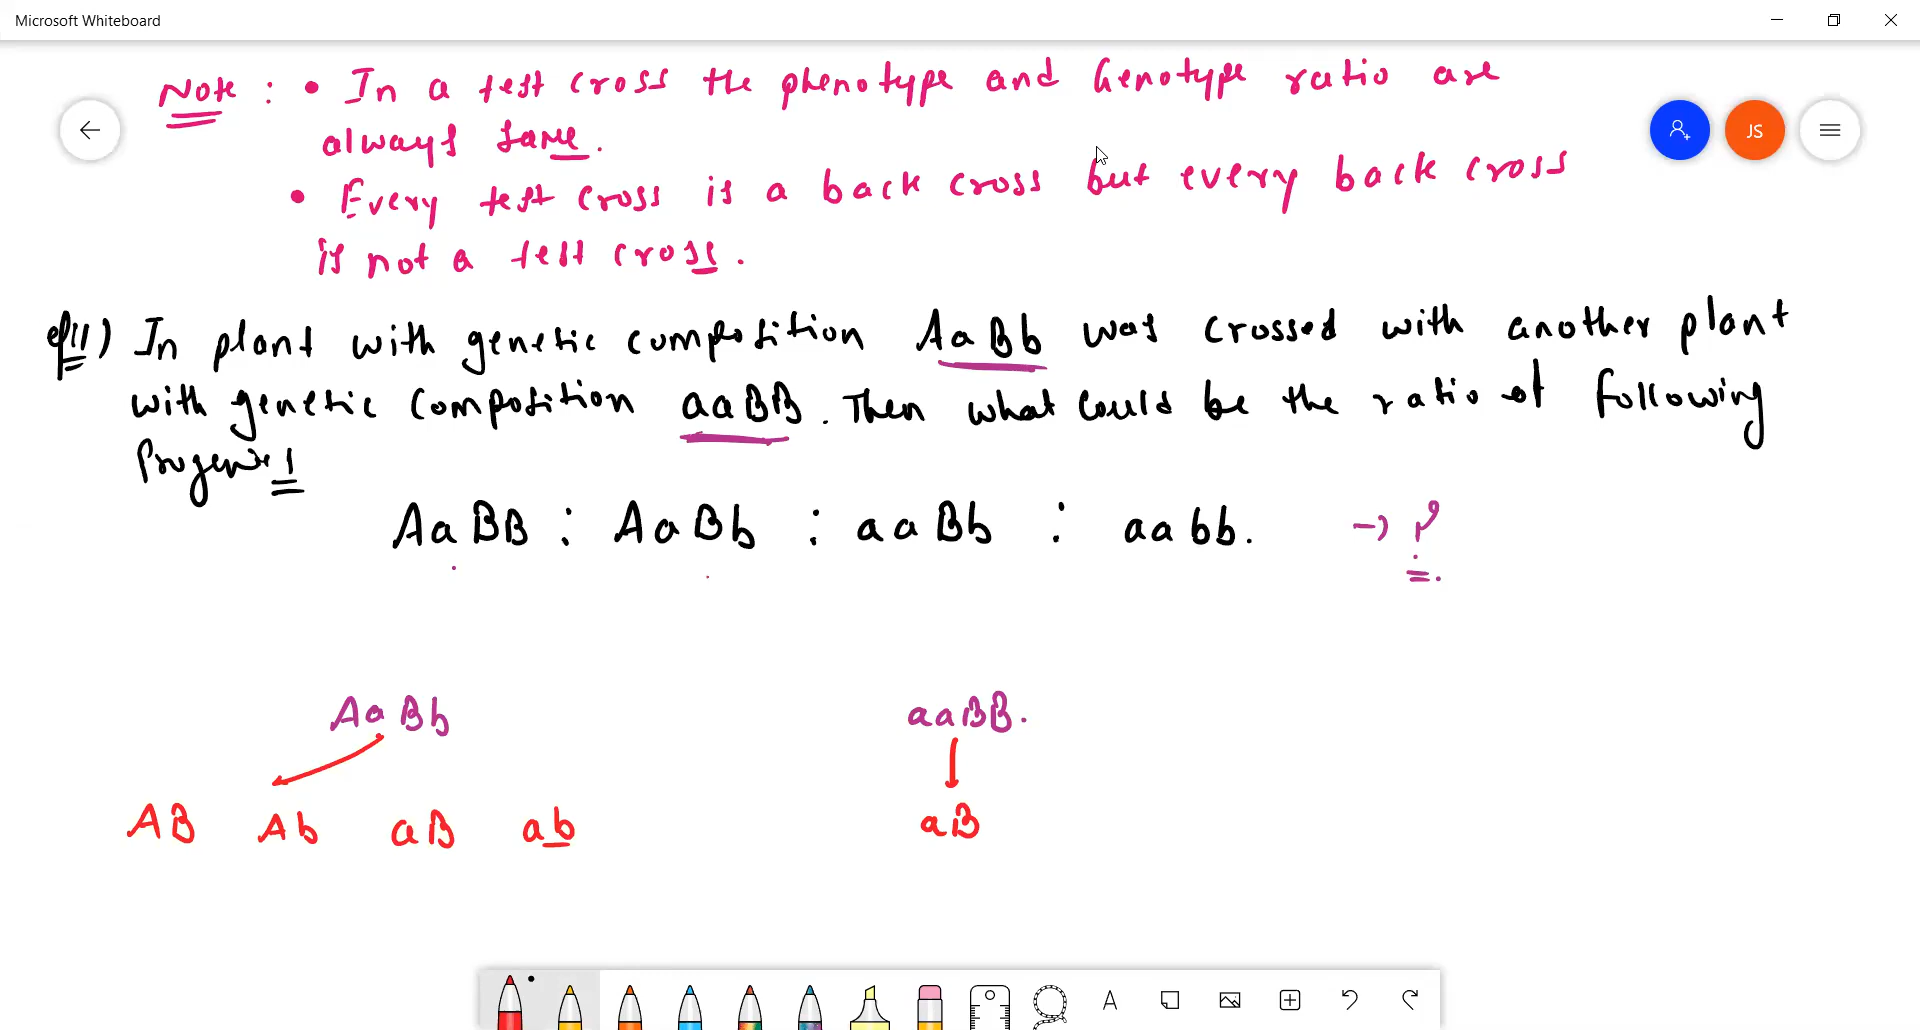 Microsoft Whiteboard
Note : • In a test cross the phenotype and Genotype ratio are
always same.
JS
• Every test cross is a back cross but every back cross
is not a test cross.
Q11) In plant with genetic composition AaBb was crossed with another plant
with genetic composition aaBB. Then what could be the ratio of following
Progenies
AaBB : AaBb : aaBb : aabb. → ?
AaBb aaBB.
AB Ab aB ab aB
A